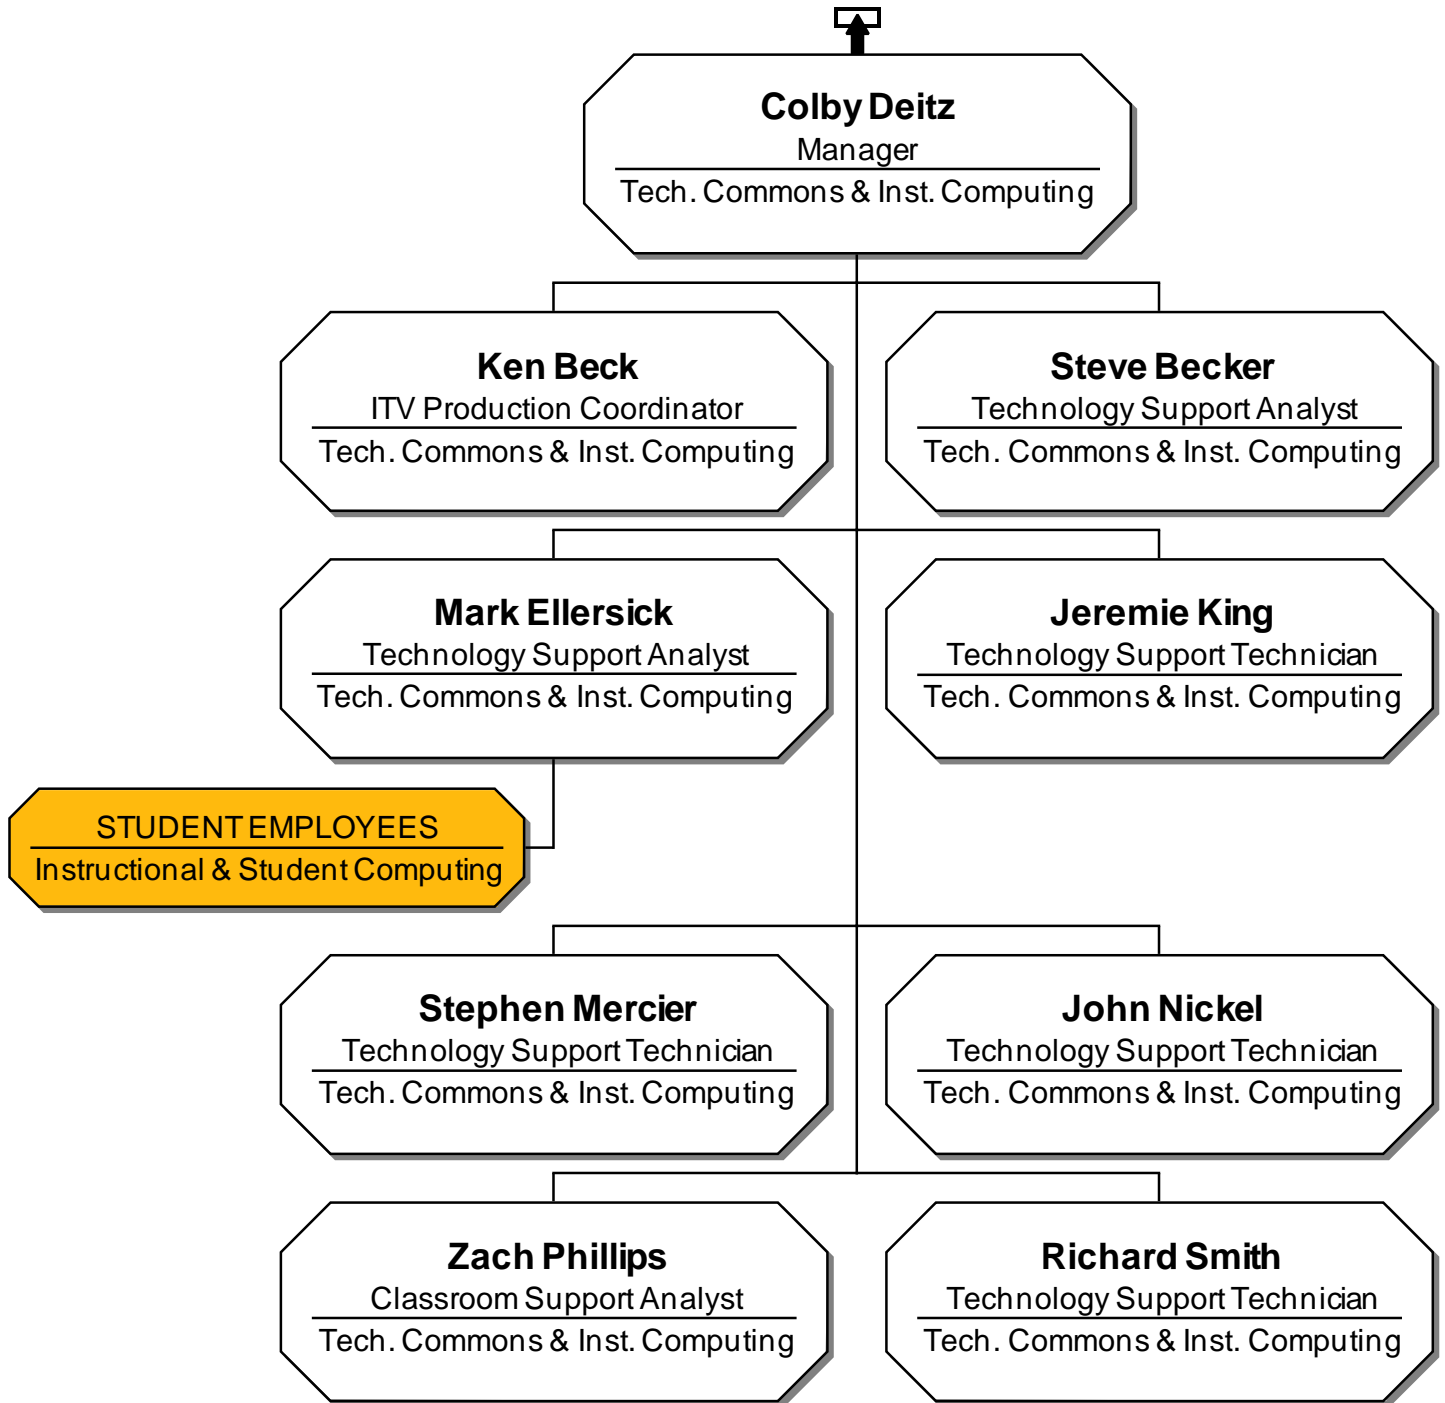 Colby Deitz
Manager
Tech. Commons & Inst. Computing
Ken Beck
ITV Production Coordinator
Tech. Commons & Inst. Computing
Steve Becker
Technology Support Analyst
Tech. Commons & Inst. Computing
Mark Ellersick
Technology Support Analyst
Tech. Commons & Inst. Computing
Jeremie King
Technology Support Technician
Tech. Commons & Inst. Computing
STUDENT EMPLOYEES
Instructional & Student Computing
Stephen Mercier
Technology Support Technician
Tech. Commons & Inst. Computing
John Nickel
Technology Support Technician
Tech. Commons & Inst. Computing
Zach Phillips
Classroom Support Analyst
Tech. Commons & Inst. Computing
Richard Smith
Technology Support Technician
Tech. Commons & Inst. Computing